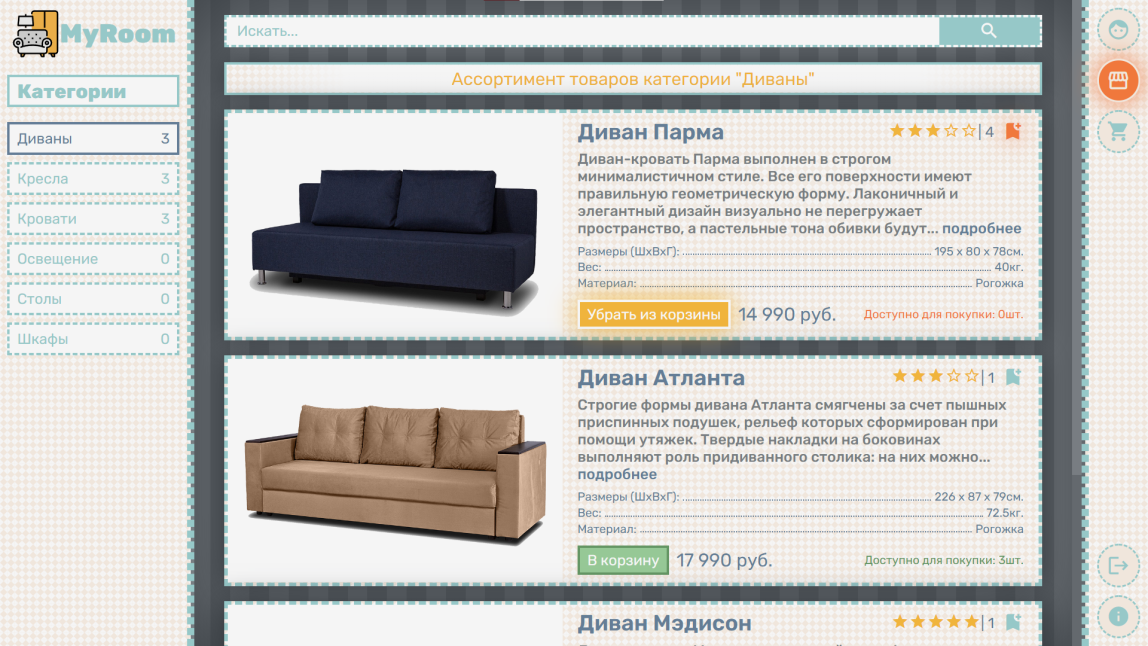 MyRoom
Категории
Диваны 3
Кресла 3
Кровати 3
Освещение 0
Столы 0
Шкафы 0
Искать...
Ассортимент товаров категории "Диваны"
Диван Парма
| 4
Диван-кровать Парма выполнен в строгом
минималистичном стиле. Все его поверхности имеют
правильную геометрическую форму. Лаконичный и
элегантный дизайн визуально не перегружает
пространство, а пастельные тона обивки будут... подробнее
Размеры (ШхВхГ): 195 x 80 x 78см.
Вес: 40кг.
Материал: Рогожка
Убрать из корзины 14 990 руб. Доступно для покупки: 0шт.
Диван Атланта
| 1
Строгие формы дивана Атланта смягчены за счет пышных
приспинных подушек, рельеф которых сформирован при
помощи утяжек. Твердые накладки на боковинах
выполняют роль придиванного столика: на них можно...
подробнее
Размеры (ШхВхГ): 226 x 87 x 79см.
Вес: 72.5кг.
Материал: Рогожка
В корзину 17 990 руб. Доступно для покупки: 3шт.
Диван Мэдисон
| 1